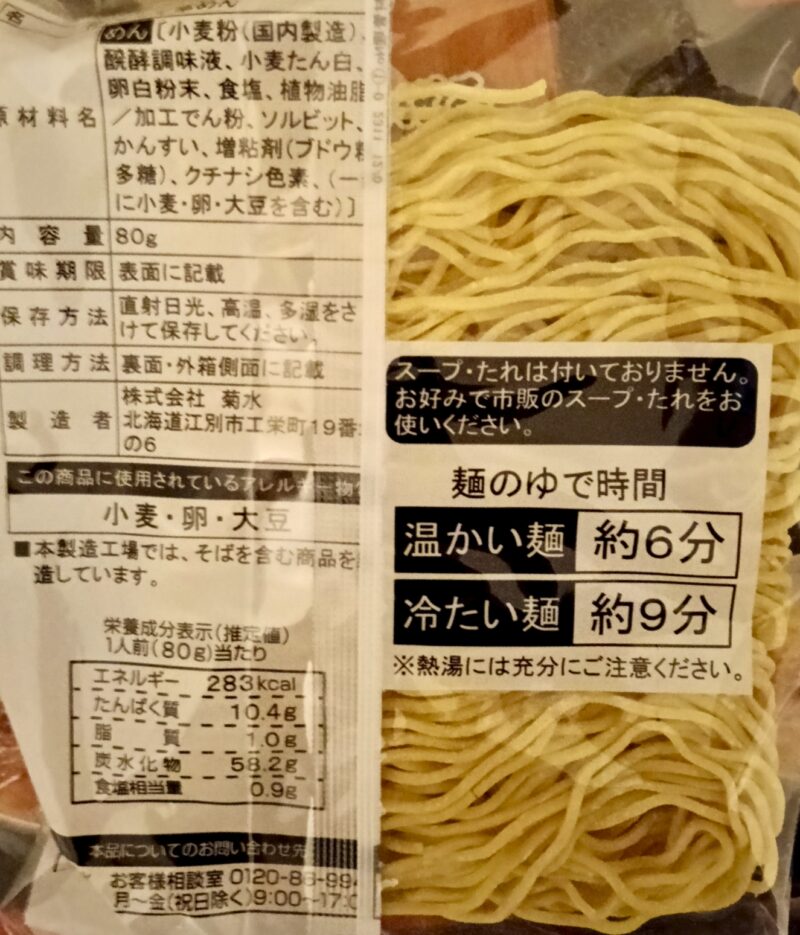 めん〔小麦粉(国内製造)、
醗酵調味液、小麦たん白、
卵白粉末、食塩、植物油脂
原材料名
／加工でん粉、ソルビット、
かんすい、増粘剤(ブドウ
多糖)、クチナシ色素、(一
に小麦・卵・大豆を含む)〕
内容量 80g
賞味期限 表面に記載
保存方法 直射日光、高温、多湿をさ
けて保存してください。
調理方法 裏面・外箱側面に記載
製造者 株式会社 菊水
北海道江別市工栄町19番
の6
この商品に使用されているアレルギー物
小麦・卵・大豆
■本製造工場では、そばを含む商品を
造しています。
栄養成分表示(推定値)
1人前(80g)当たり
エネルギー 283kcal
たんぱく質 10.4g
脂質 1.0g
炭水化物 58.2g
食塩相当量 0.9g
本品についてのお問い合わせ先
お客様相談室 0120-86-99
月～金(祝日除く)9:00～17:0
スープ・たれは付いておりません。
お好みで市販のスープ・たれをお
使いください。
麺のゆで時間
温かい麺 約6分
冷たい麺 約9分
※熱湯には充分にご注意ください。